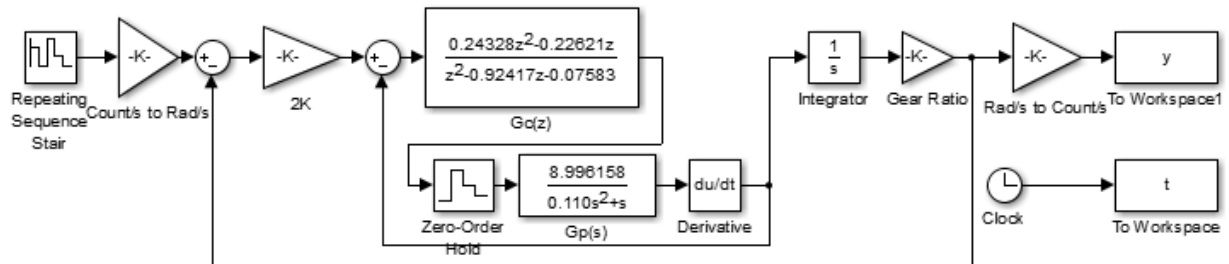 -K-
-K-
0.24328z2-0.22621z
z2-0.92417z-0.07583
1
s
-K-
-K-
y
Repeating
Sequence
Stair
Count/s to Rad/s
2K
Gc(z)
Integrator
Gear Ratio
Rad/s to Count/s
To Workspace1
8.996158
0.110s2+s
du/dt
t
Zero-Order
Hold
Gp(s)
Derivative
Clock
To Workspace